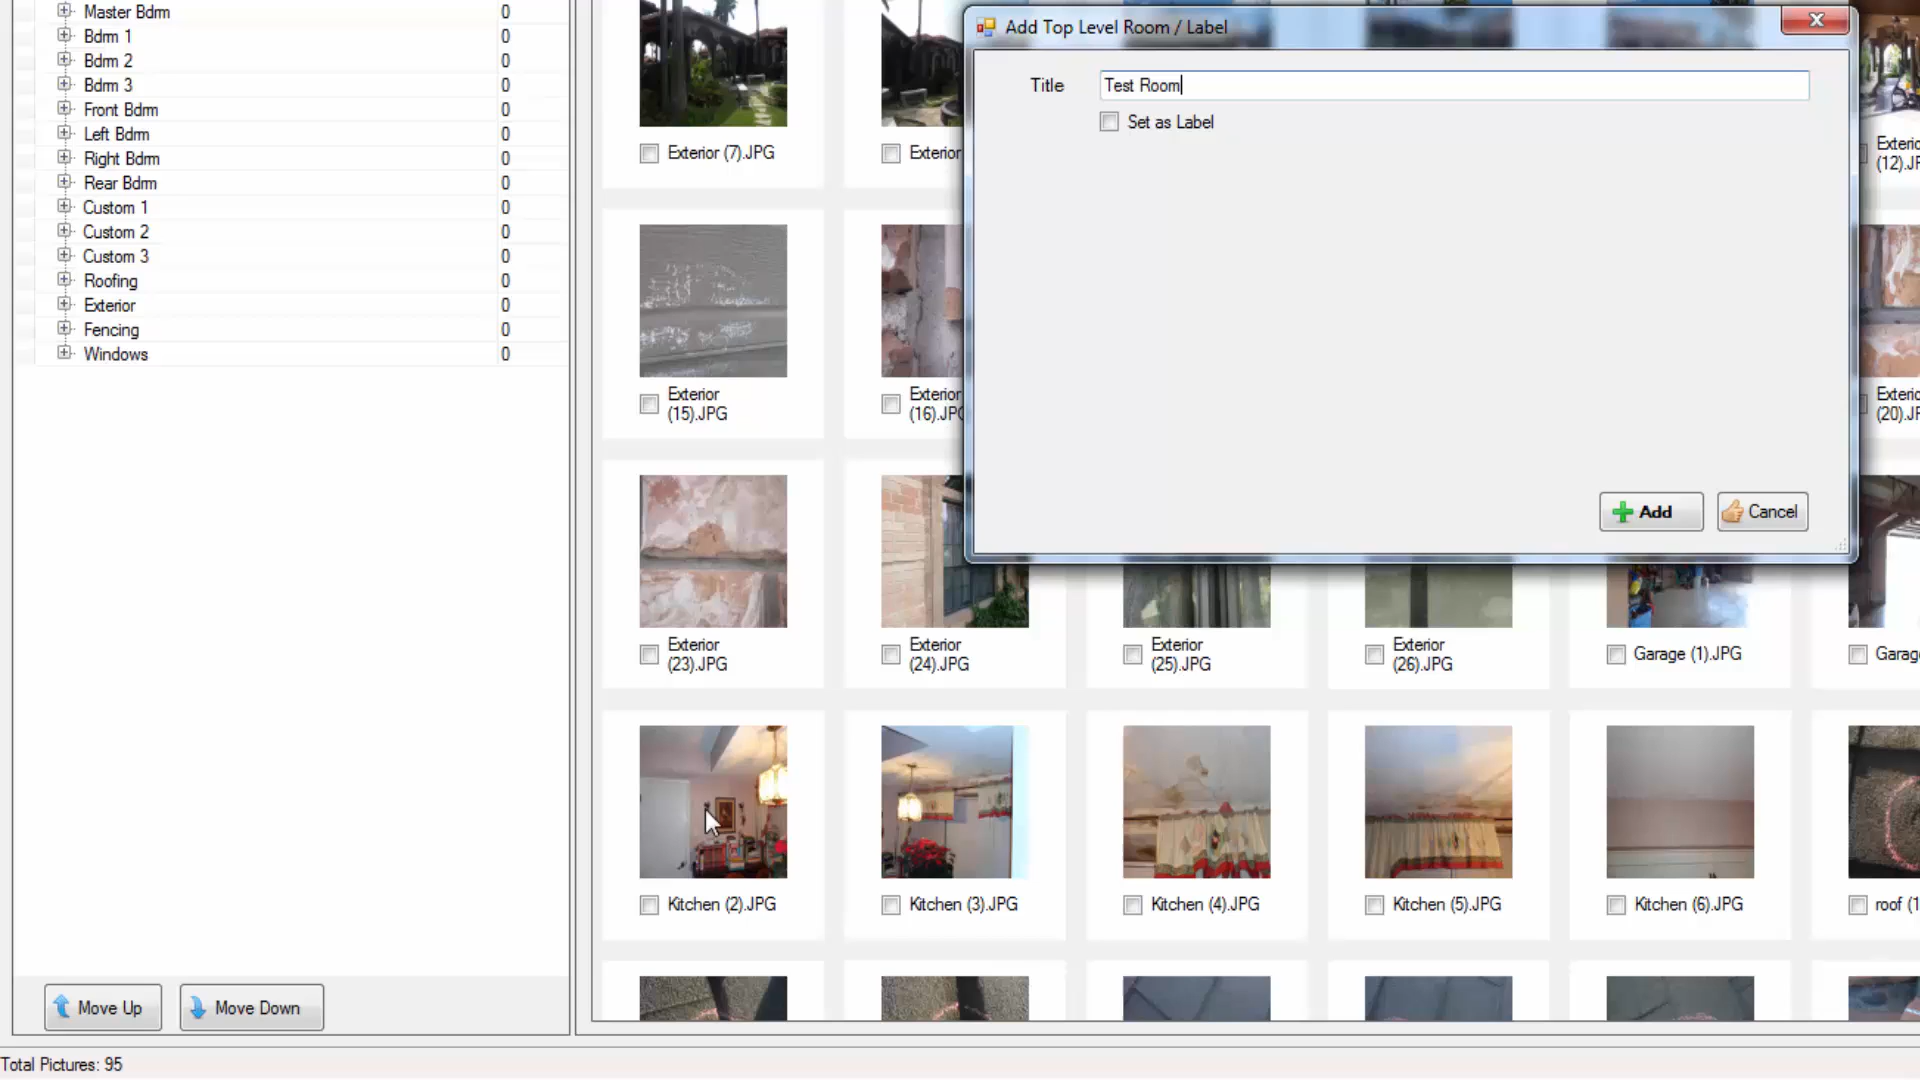 Master Bdrm 0
Bdrm 1 0
Bdrm 2 0
Bdrm 3 0
Front Bdrm 0
Left Bdrm 0
Right Bdrm 0
Rear Bdrm 0
Custom 1 0
Custom 2 0
Custom 3 0
Roofing 0
Exterior 0
Fencing 0
Windows 0
Move Up
Move Down
Total Pictures: 95
Add Top Level Room / Label
Title
Test Room
Set as Label
Add
Cancel
Exterior (7).JPG
Exterior
Exterio
(12).JP
Exterior
(15).JPG
Exterior
(16).JPG
Exterio
(20).JP
Exterior
(23).JPG
Exterior
(24).JPG
Exterior
(25).JPG
Exterior
(26).JPG
Garage (1).JPG
Garag
Kitchen (2).JPG
Kitchen (3).JPG
Kitchen (4).JPG
Kitchen (5).JPG
Kitchen (6).JPG
roof (1